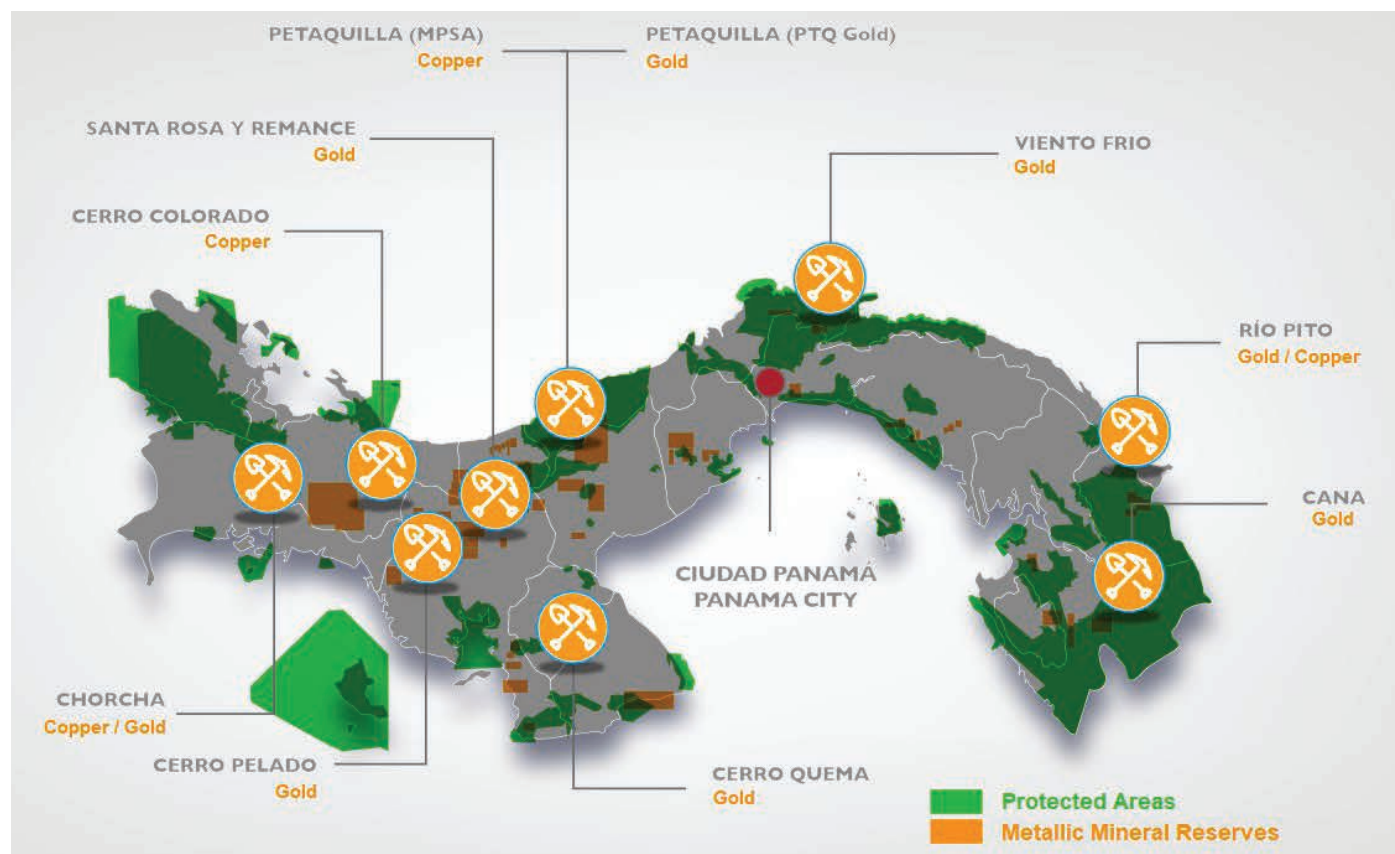 PETAQUILLA (MPSA)
Copper
PETAQUILLA (PTQ Gold)
Gold
SANTA ROSA Y REMANCE
Gold
VIENTO FRIO
Gold
CERRO COLORADO
Copper
RÍO PITO
Gold / Copper
CANA
Gold
CIUDAD PANAMÁ
PANAMA CITY
CHORCHA
Copper / Gold
CERRO PELADO
Gold
CERRO QUEMA
Gold
Protected Areas
Metallic Mineral Reserves